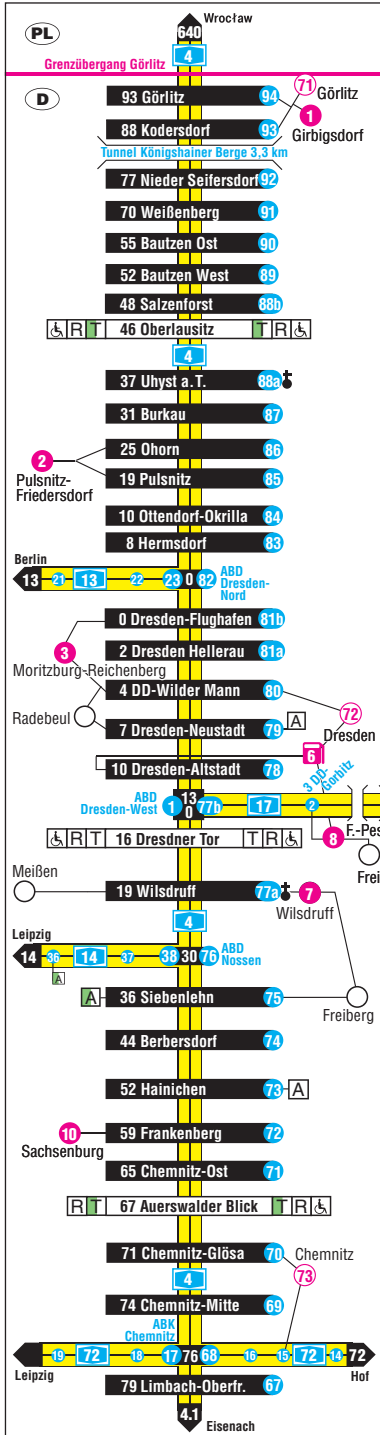 Wrocław
PL
640
4
Grenzübergang Görlitz
D
71
93 Görlitz 94 Görlitz
1
88 Kodersdorf 93 Girbigsdorf
Tunnel Königshainer Berge 3,3 km
77 Nieder Seifersdorf 92
70 Weißenberg 91
55 Bautzen Ost 90
52 Bautzen West 89
48 Salzenforst 88b
R T 46 Oberlausitz T R
4
37 Uhyst a.T. 88a
31 Burkau 87
2 25 Ohorn 86
Pulsnitz-
Friedersdorf
19 Pulsnitz 85
10 Ottendorf-Okrilla 84
8 Hermsdorf 83
Berlin
13 21 13 22 23 0 82 ABD
Dresden-
Nord
0 Dresden-Flughafen 81b
3 2 Dresden Hellerau 81a
Moritzburg-Reichenberg
4 DD-Wilder Mann 80
72
Radebeul
7 Dresden-Neustadt 79 A Dresden
6
10 Dresden-Altstadt 78
3 DD-
Gorbitz
ABD
Dresden-West
1 13 0 77b 17 2
8 F.-Pes
R T 16 Dresdner Tor T R
Frei
Meißen
19 Wilsdruff 77a 7
Wilsdruff
4
Leipzig
14 36 14 37 38 30 76 ABD
Nossen
A
A 36 Siebenlehn 75
Freiberg
44 Berbersdorf 74
52 Hainichen 73 A
10 59 Frankenberg 72
Sachsenburg
65 Chemnitz-Ost 71
R T 67 Auerswalder Blick T R
71 Chemnitz-Glösa 70 Chemnitz
73
4
74 Chemnitz-Mitte 69
ABK
Chemnitz
19 72 18 17 76 68 16 15 72 14 72
Leipzig Hof
79 Limbach-Oberfr. 67
4.1
Eisenach